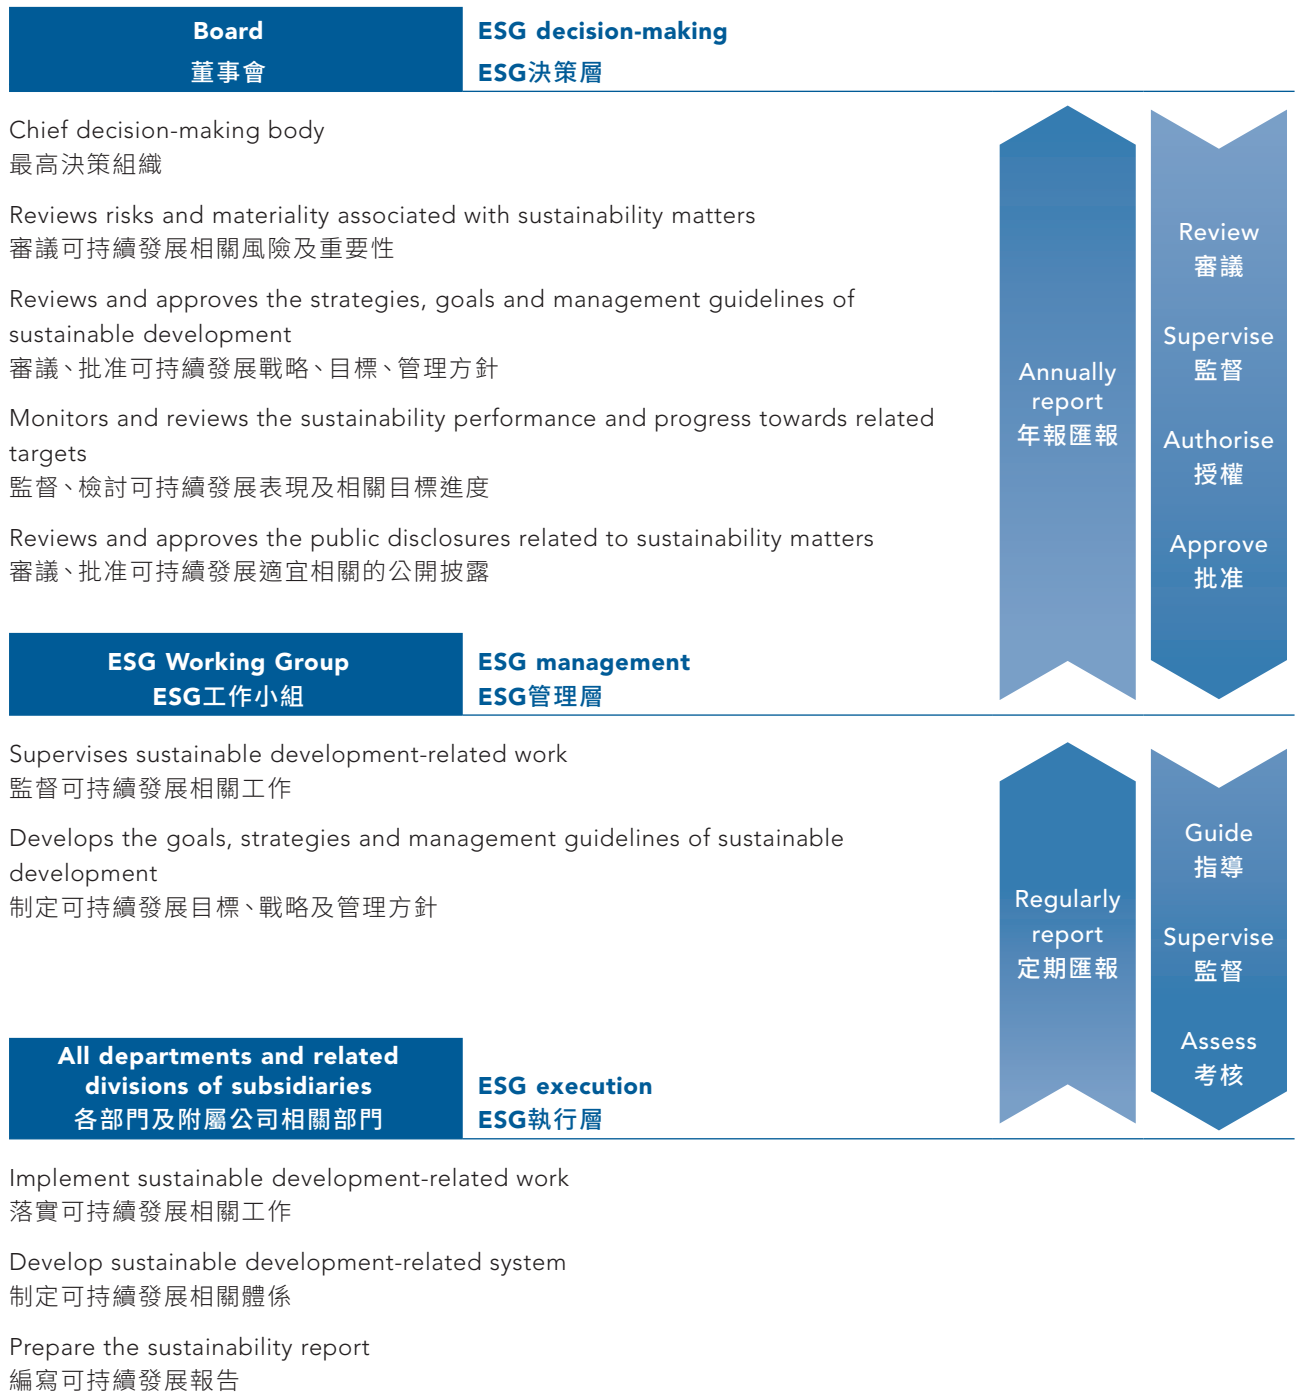 Board
董事會
ESG decision-making
ESG決策層
Chief decision-making body
最高決策組織
Reviews risks and materiality associated with sustainability matters
審議可持續發展相關風險及重要性
Reviews and approves the strategies, goals and management guidelines of
sustainable development
審議、批准可持續發展戰略、目標、管理方針
Monitors and reviews the sustainability performance and progress towards related
targets
監督、檢討可持續發展表現及相關目標進度
Reviews and approves the public disclosures related to sustainability matters
審議、批准可持續發展適宜相關的公開披露
Annually
report
年報匯報
Review
審議
Supervise
監督
Authorise
授權
Approve
批准
ESG Working Group
ESG工作小組
ESG management
ESG管理層
Supervises sustainable development-related work
監督可持續發展相關工作
Develops the goals, strategies and management guidelines of sustainable
development
制定可持續發展目標、戰略及管理方針
Regularly
report
定期匯報
Guide
指導
Supervise
監督
Assess
考核
All departments and related
divisions of subsidiaries
各部門及附屬公司相關部門
ESG execution
ESG執行層
Implement sustainable development-related work
落實可持續發展相關工作
Develop sustainable development-related system
制定可持續發展相關體係
Prepare the sustainability report
編寫可持續發展報告